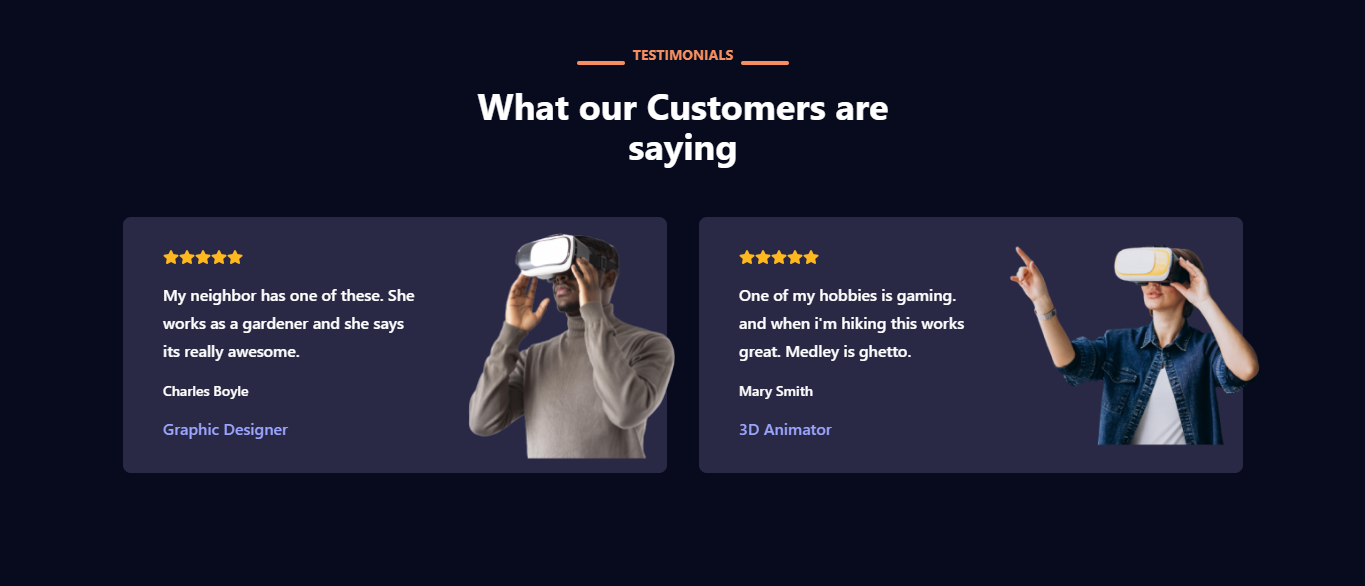 TESTIMONIALS
What our Customers are
saying
My neighbor has one of these. She
works as a gardener and she says
its really awesome.
Charles Boyle
Graphic Designer
One of my hobbies is gaming.
and when i'm hiking this works
great. Medley is ghetto.
Mary Smith
3D Animator